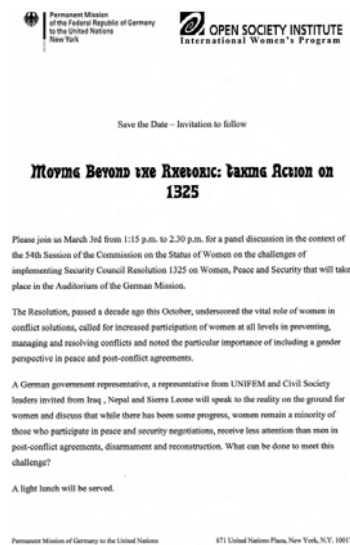 Permanent Mission
of the Federal Republic of Germany
to the United Nations
New York
OPEN SOCIETY INSTITUTE
International Women's Program
Save the Date – Invitation to follow
Moving Beyond the Rhetoric: Taking Action on
1325
Please join us March 3rd from 1:15 p.m. to 2.30 p.m. for a panel discussion in the context of
the 54th Session of the Commission on the Status of Women on the challenges of
implementing Security Council Resolution 1325 on Women, Peace and Security that will take
place in the Auditorium of the German Mission.
The Resolution, passed a decade ago this October, underscored the vital role of women in
conflict solutions, called for increased participation of women at all levels in preventing,
managing and resolving conflicts and noted the particular importance of including a gender
perspective in peace and post-conflict agreements.
A German government representative, a representative from UNIFEM and Civil Society
leaders invited from Iraq , Nepal and Sierra Leone will speak to the reality on the ground for
women and discuss that while there has been some progress, women remain a minority of
those who participate in peace and security negotiations, receive less attention than men in
post-conflict agreements, disarmament and reconstruction. What can be done to meet this
challenge?
A light lunch will be served.
Permanent Mission of Germany to the United Nations
871 United Nations Plaza, New York, N.Y. 10017